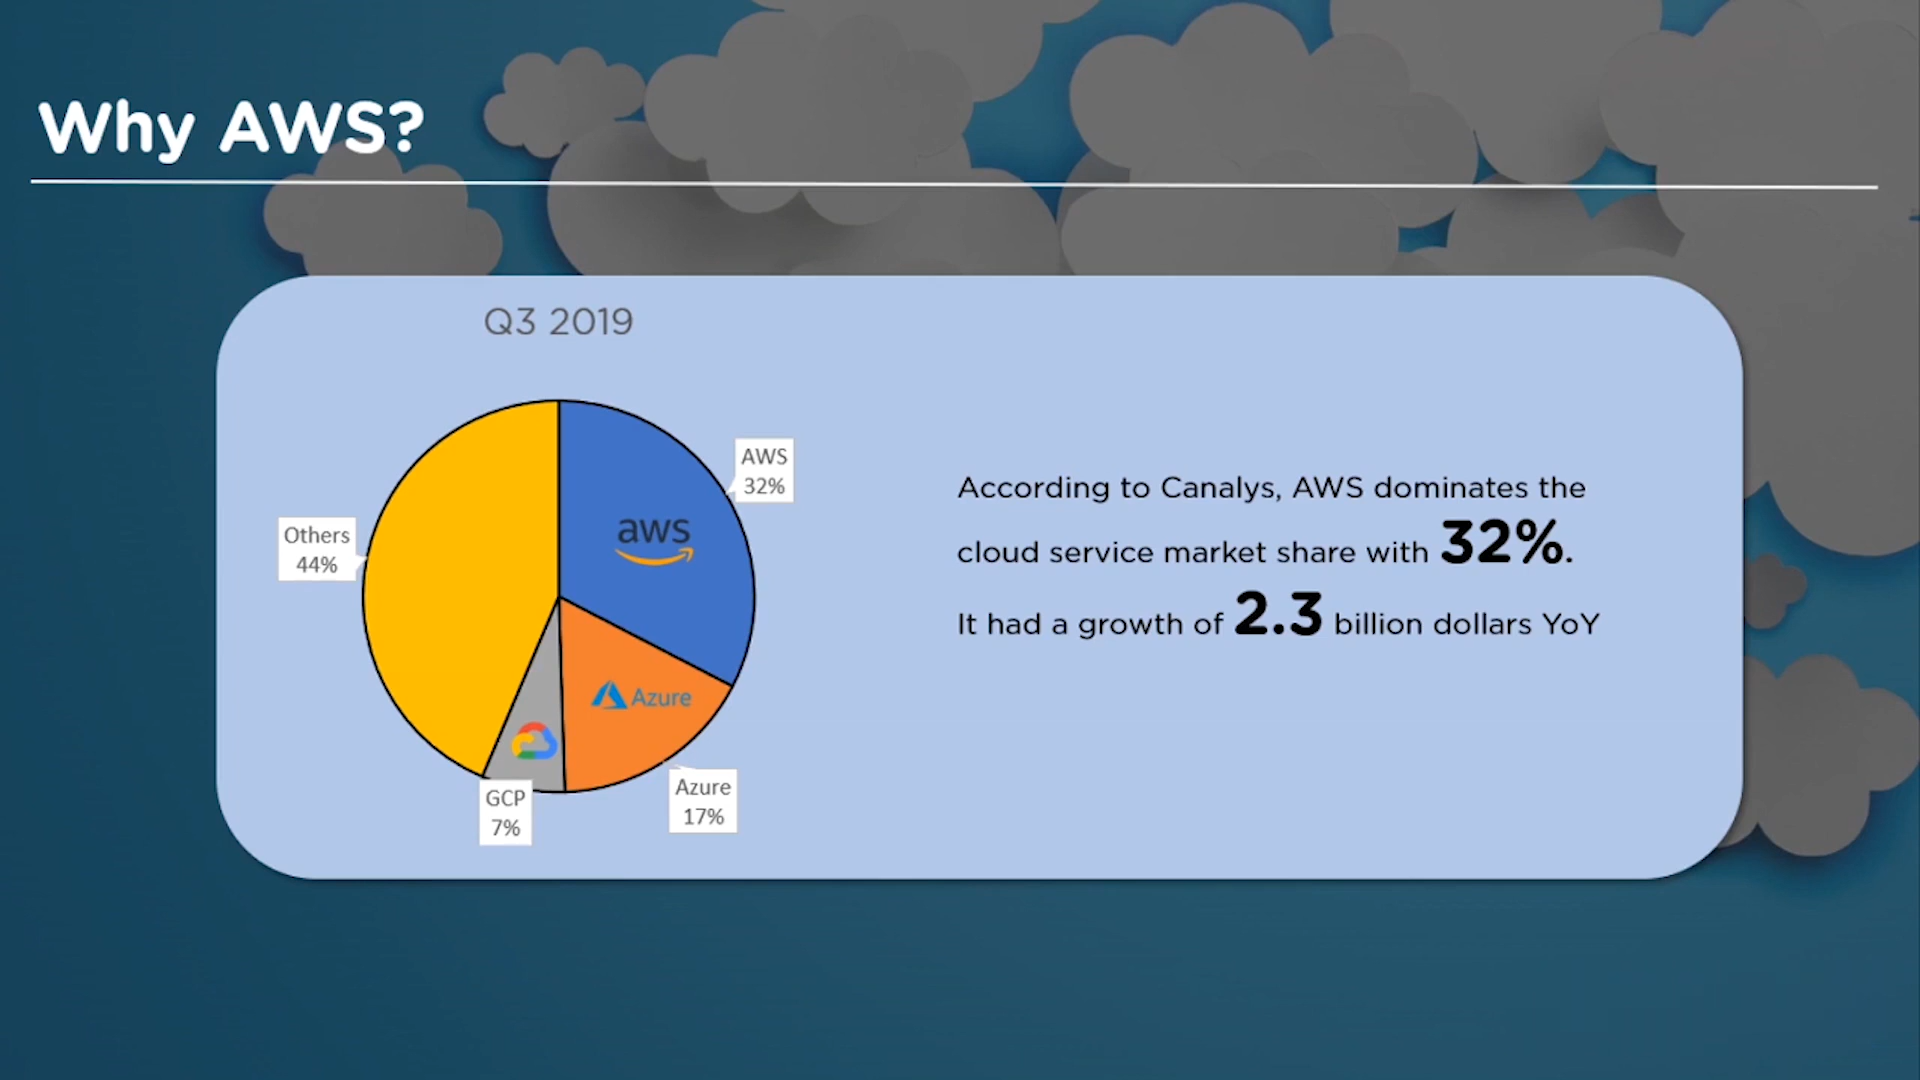 Why AWS?
Q3 2019
AWS
32%
aws
Others
44%
Azure
GCP
7%
Azure
17%
According to Canalys, AWS dominates the
cloud service market share with 32%.
It had a growth of 2.3 billion dollars YoY